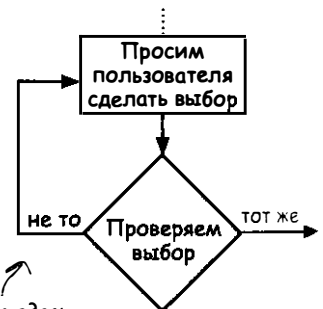 Просим
пользователя
сделать выбор
не то
Проверяем
выбор
тот же